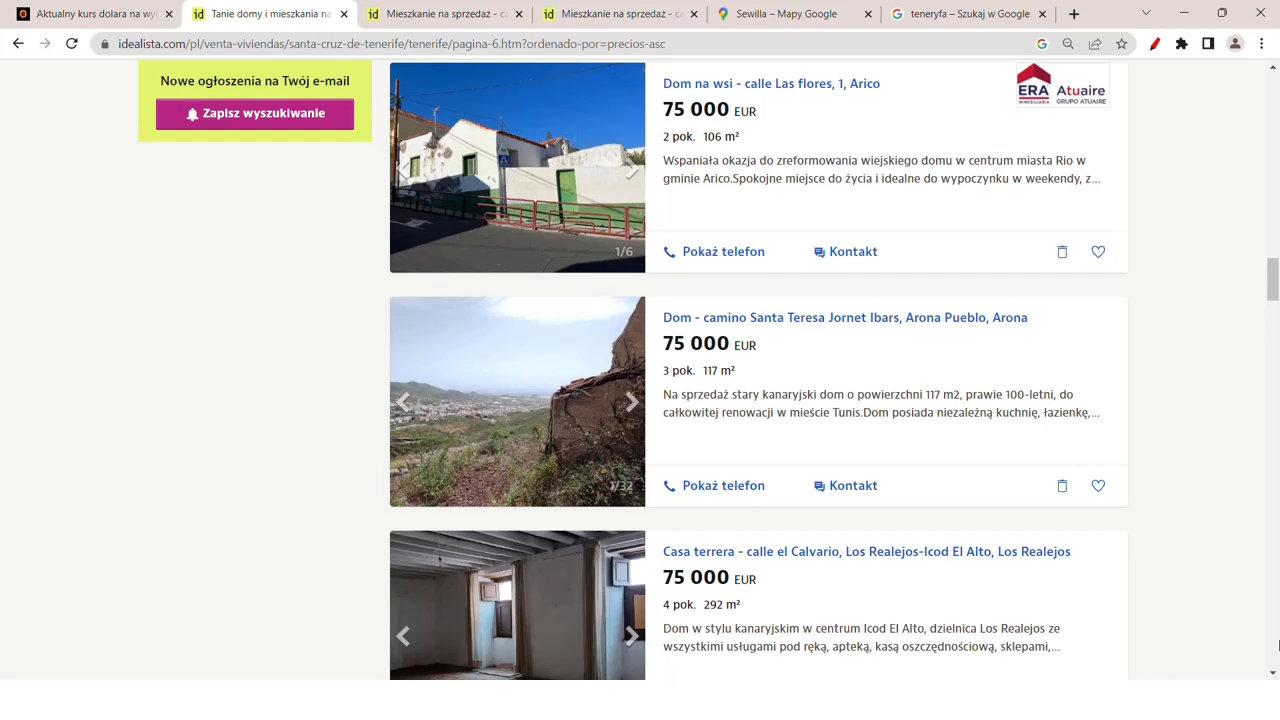 Aktualny kurs dolara na wyl
Tanie domy i mieszkania na
Mieszkanie na sprzedaż - ca
Mieszkanie na sprzedaż - ca
Sewilla – Mapy Google
teneryfa – Szukaj w Google
idealista.com/pl/venta-viviendas/santa-cruz-de-tenerife/tenerife/pagina-6.htm?ordenado-por=precios-asc
Nowe ogłoszenia na Twój e-mail
Zapisz wyszukiwanie
1/6
Dom na wsi - calle Las flores, 1, Arico
75 000 EUR
2 pok. 106 m²
Wspaniała okazja do zreformowania wiejskiego domu w centrum miasta Rio w
gminie Arico.Spokojne miejsce do życia i idealne do wypoczynku w weekendy, z...
ERA Atuaire
INMOBILIARIA GRUPO ATUAIRE
Pokaż telefon Kontakt
1/32
Dom - camino Santa Teresa Jornet Ibars, Arona Pueblo, Arona
75 000 EUR
3 pok. 117 m²
Na sprzedaż stary kanaryjski dom o powierzchni 117 m2, prawie 100-letni, do
całkowitej renowacji w mieście Tunis.Dom posiada niezależną kuchnię, łazienkę,...
Pokaż telefon Kontakt
Casa terrera - calle el Calvario, Los Realejos-Icod El Alto, Los Realejos
75 000 EUR
4 pok. 292 m²
Dom w stylu kanaryjskim w centrum Icod El Alto, dzielnica Los Realejos ze
wszystkimi usługami pod ręką, apteką, kasą oszczędnościową, sklepami,...